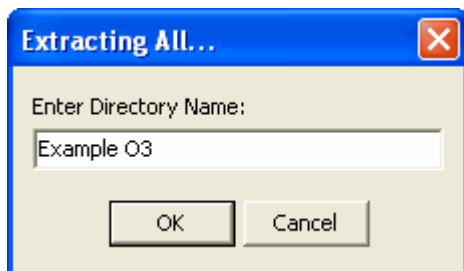 Extracting All...
Enter Directory Name:
Example O3
OK
Cancel